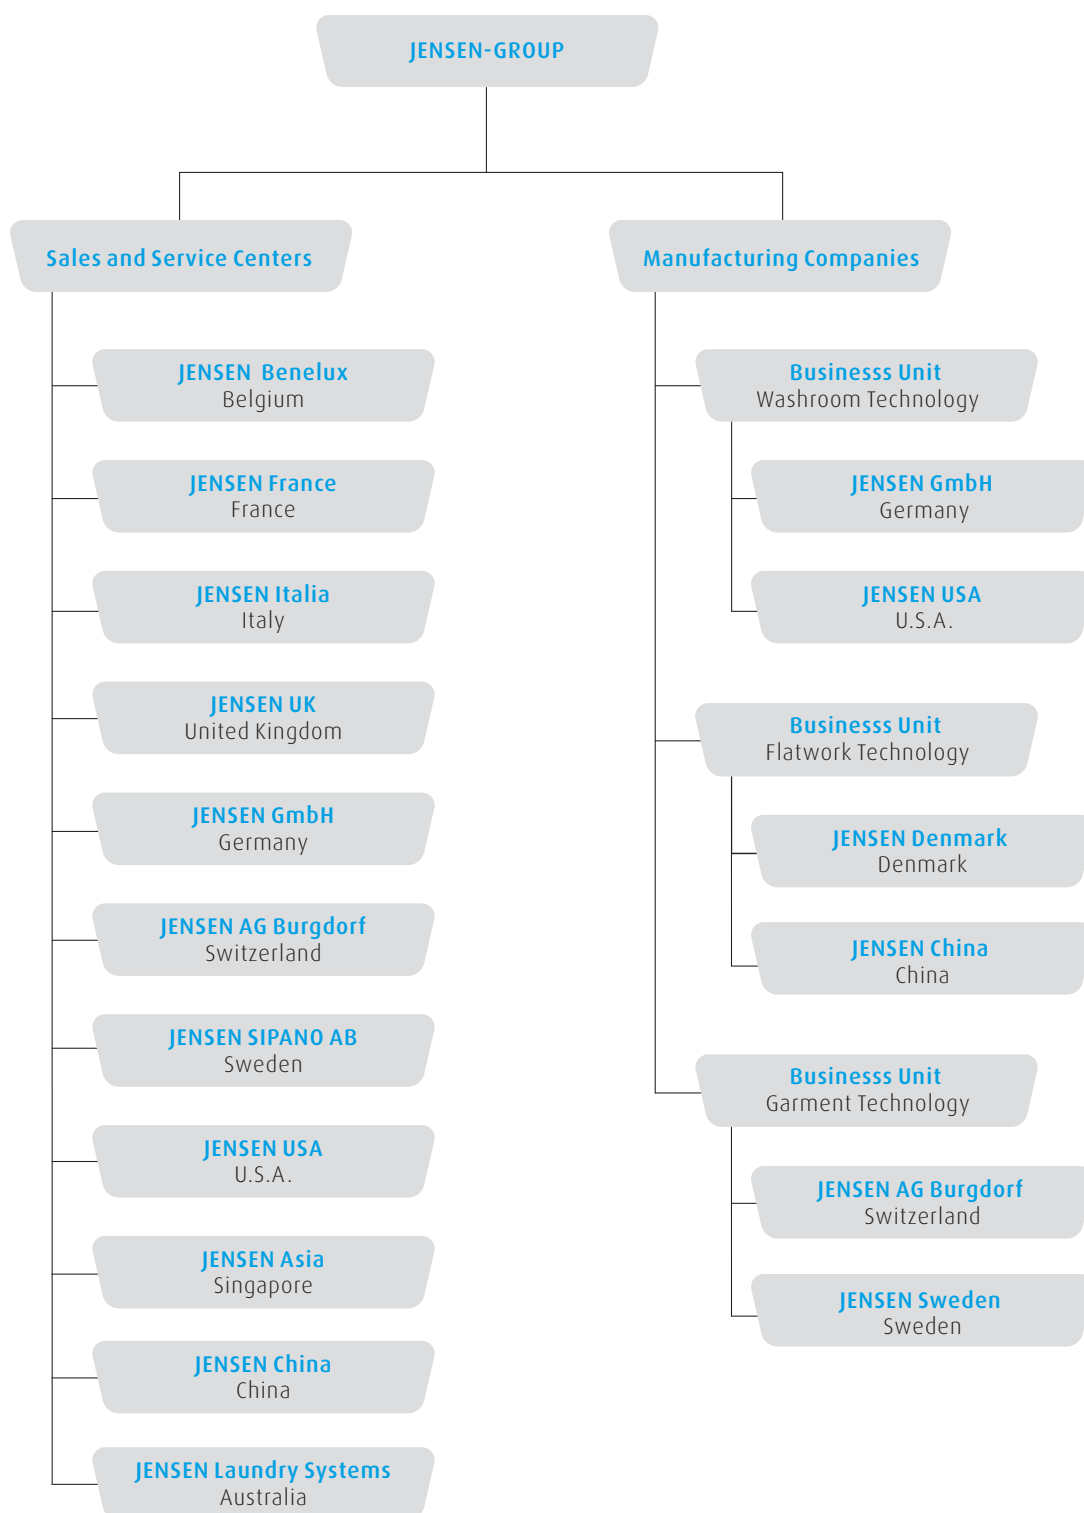 JENSEN-GROUP
Sales and Service Centers
JENSEN Benelux
Belgium
JENSEN France
France
JENSEN Italia
Italy
JENSEN UK
United Kingdom
JENSEN GmbH
Germany
JENSEN AG Burgdorf
Switzerland
JENSEN SIPANO AB
Sweden
JENSEN USA
U.S.A.
JENSEN Asia
Singapore
JENSEN China
China
JENSEN Laundry Systems
Australia
Manufacturing Companies
Businesss Unit
Washroom Technology
JENSEN GmbH
Germany
JENSEN USA
U.S.A.
Businesss Unit
Flatwork Technology
JENSEN Denmark
Denmark
JENSEN China
China
Businesss Unit
Garment Technology
JENSEN AG Burgdorf
Switzerland
JENSEN Sweden
Sweden